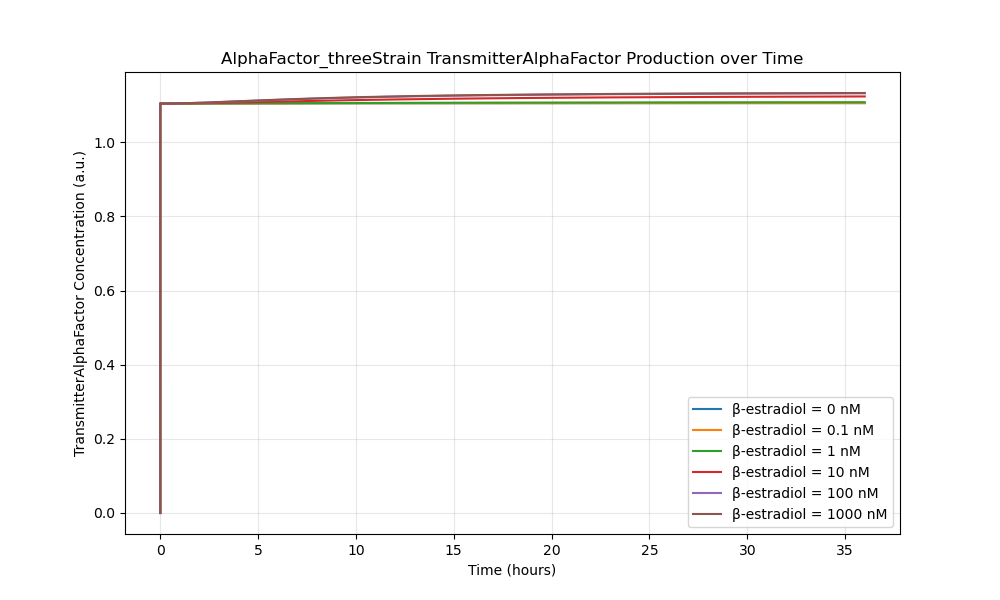 AlphaFactor_threeStrain TransmitterAlphaFactor Production over Time
TransmitterAlphaFactor Concentration (a.u.)
1.0
0.8
0.6
0.4
0.2
0.0
β-estradiol = 0 nM
β-estradiol = 0.1 nM
β-estradiol = 1 nM
β-estradiol = 10 nM
β-estradiol = 100 nM
β-estradiol = 1000 nM
0 5 10 15 20 25 30 35
Time (hours)